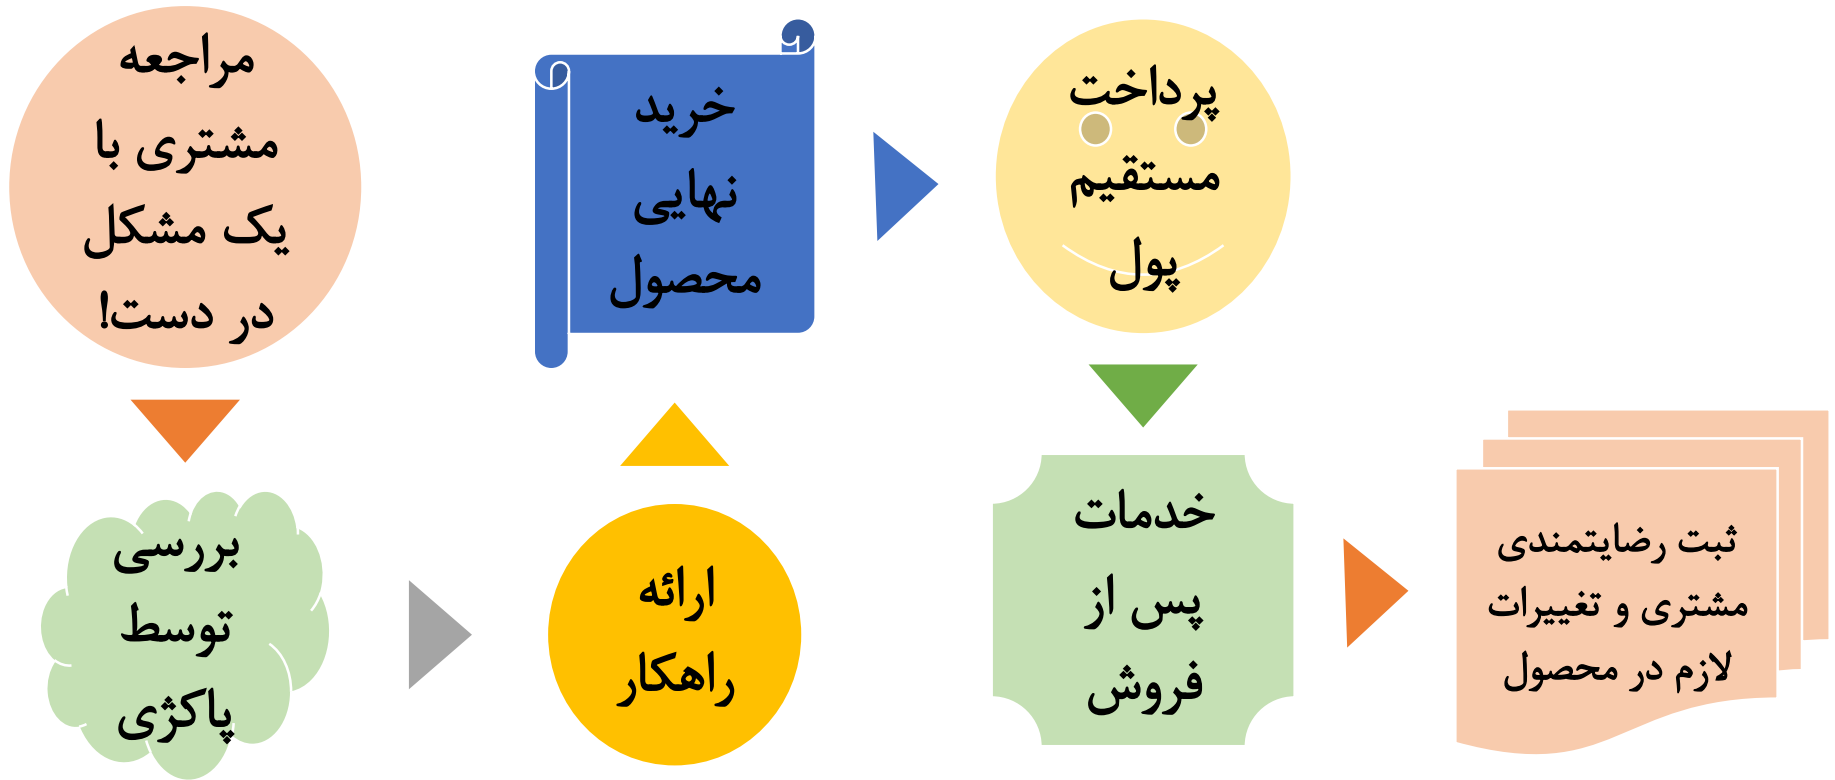 مراجعه
مشتری با
یک مشکل
در دست!
بررسی
توسط
پاکژی
ارائه
راهکار
خرید
نهایی
محصول
پرداخت
مستقیم
پول
خدمات
پس از
فروش
ثبت رضایتمندی
مشتری و تغییرات
لازم در محصول